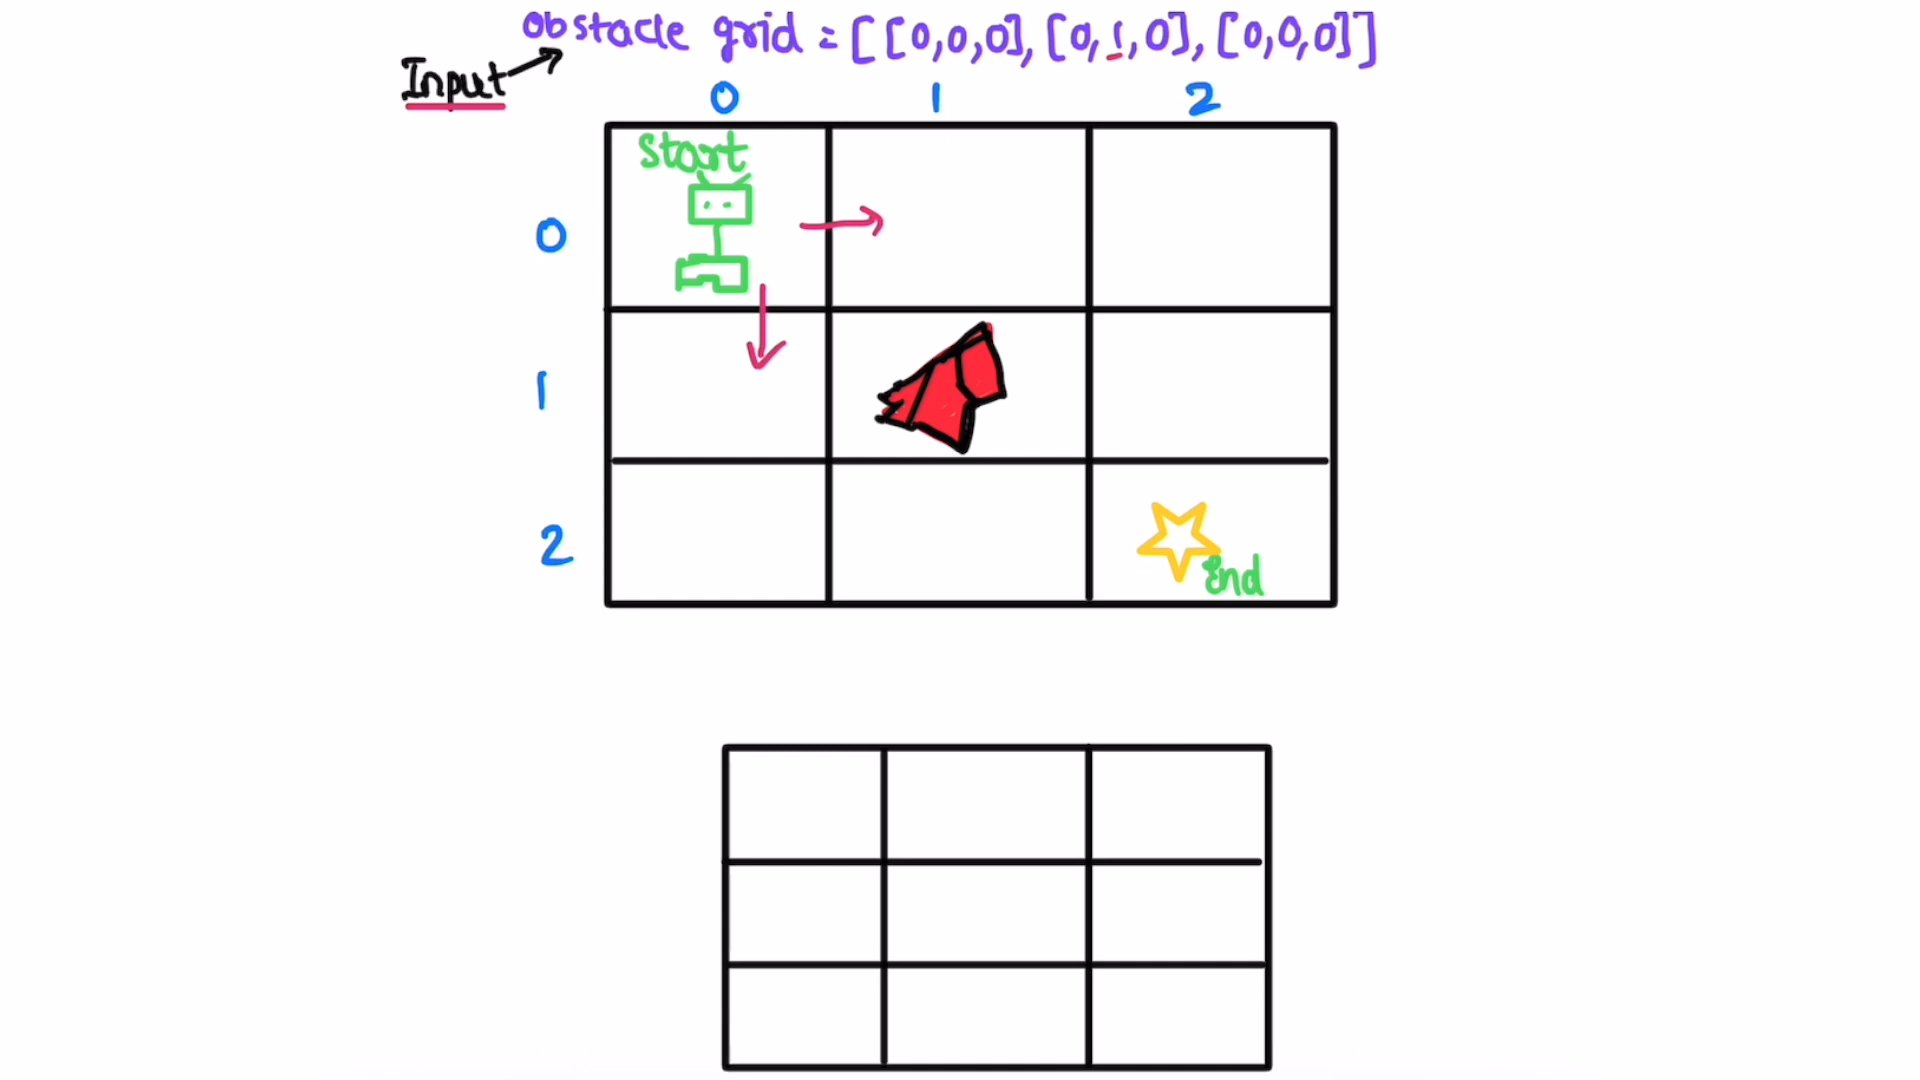 Obstacle grid = [[0,0,0],[0,1,0],[0,0,0]]
Input
0 1 2
Start
0
1
2
End